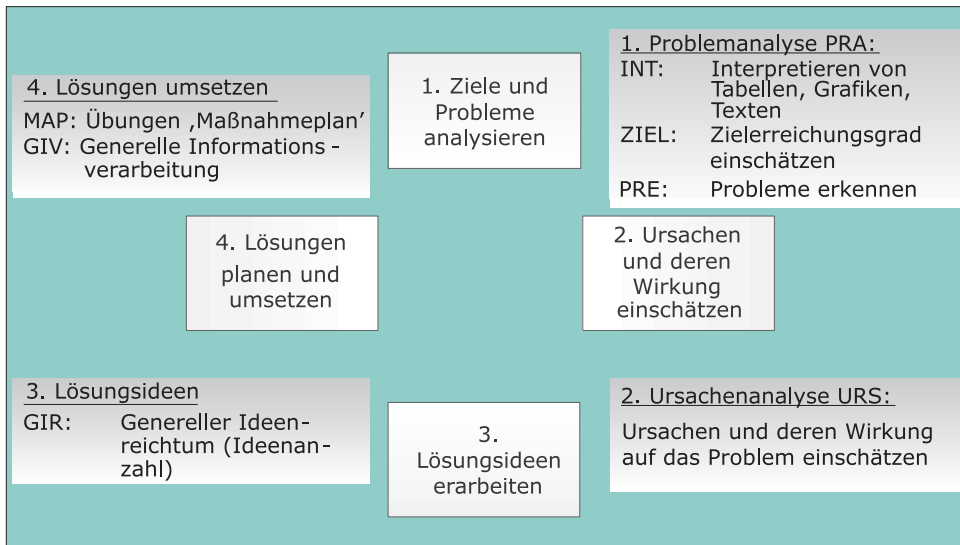 4. Lösungen umsetzen
MAP: Übungen ‚Maßnahmeplan’
GIV: Generelle Informations -
verarbeitung
1. Ziele und
Probleme
analysieren
1. Problemanalyse PRA:
INT: Interpretieren von
Tabellen, Grafiken,
Texten
ZIEL: Zielerreichungsgrad
einschätzen
PRE: Probleme erkennen
4. Lösungen
planen und
umsetzen
2. Ursachen
und deren
Wirkung
einschätzen
3. Lösungsideen
GIR: Genereller Ideen-
reichtum (Ideenan-
zahl)
3.
Lösungsideen
erarbeiten
2. Ursachenanalyse URS:
Ursachen und deren Wirkung
auf das Problem einschätzen